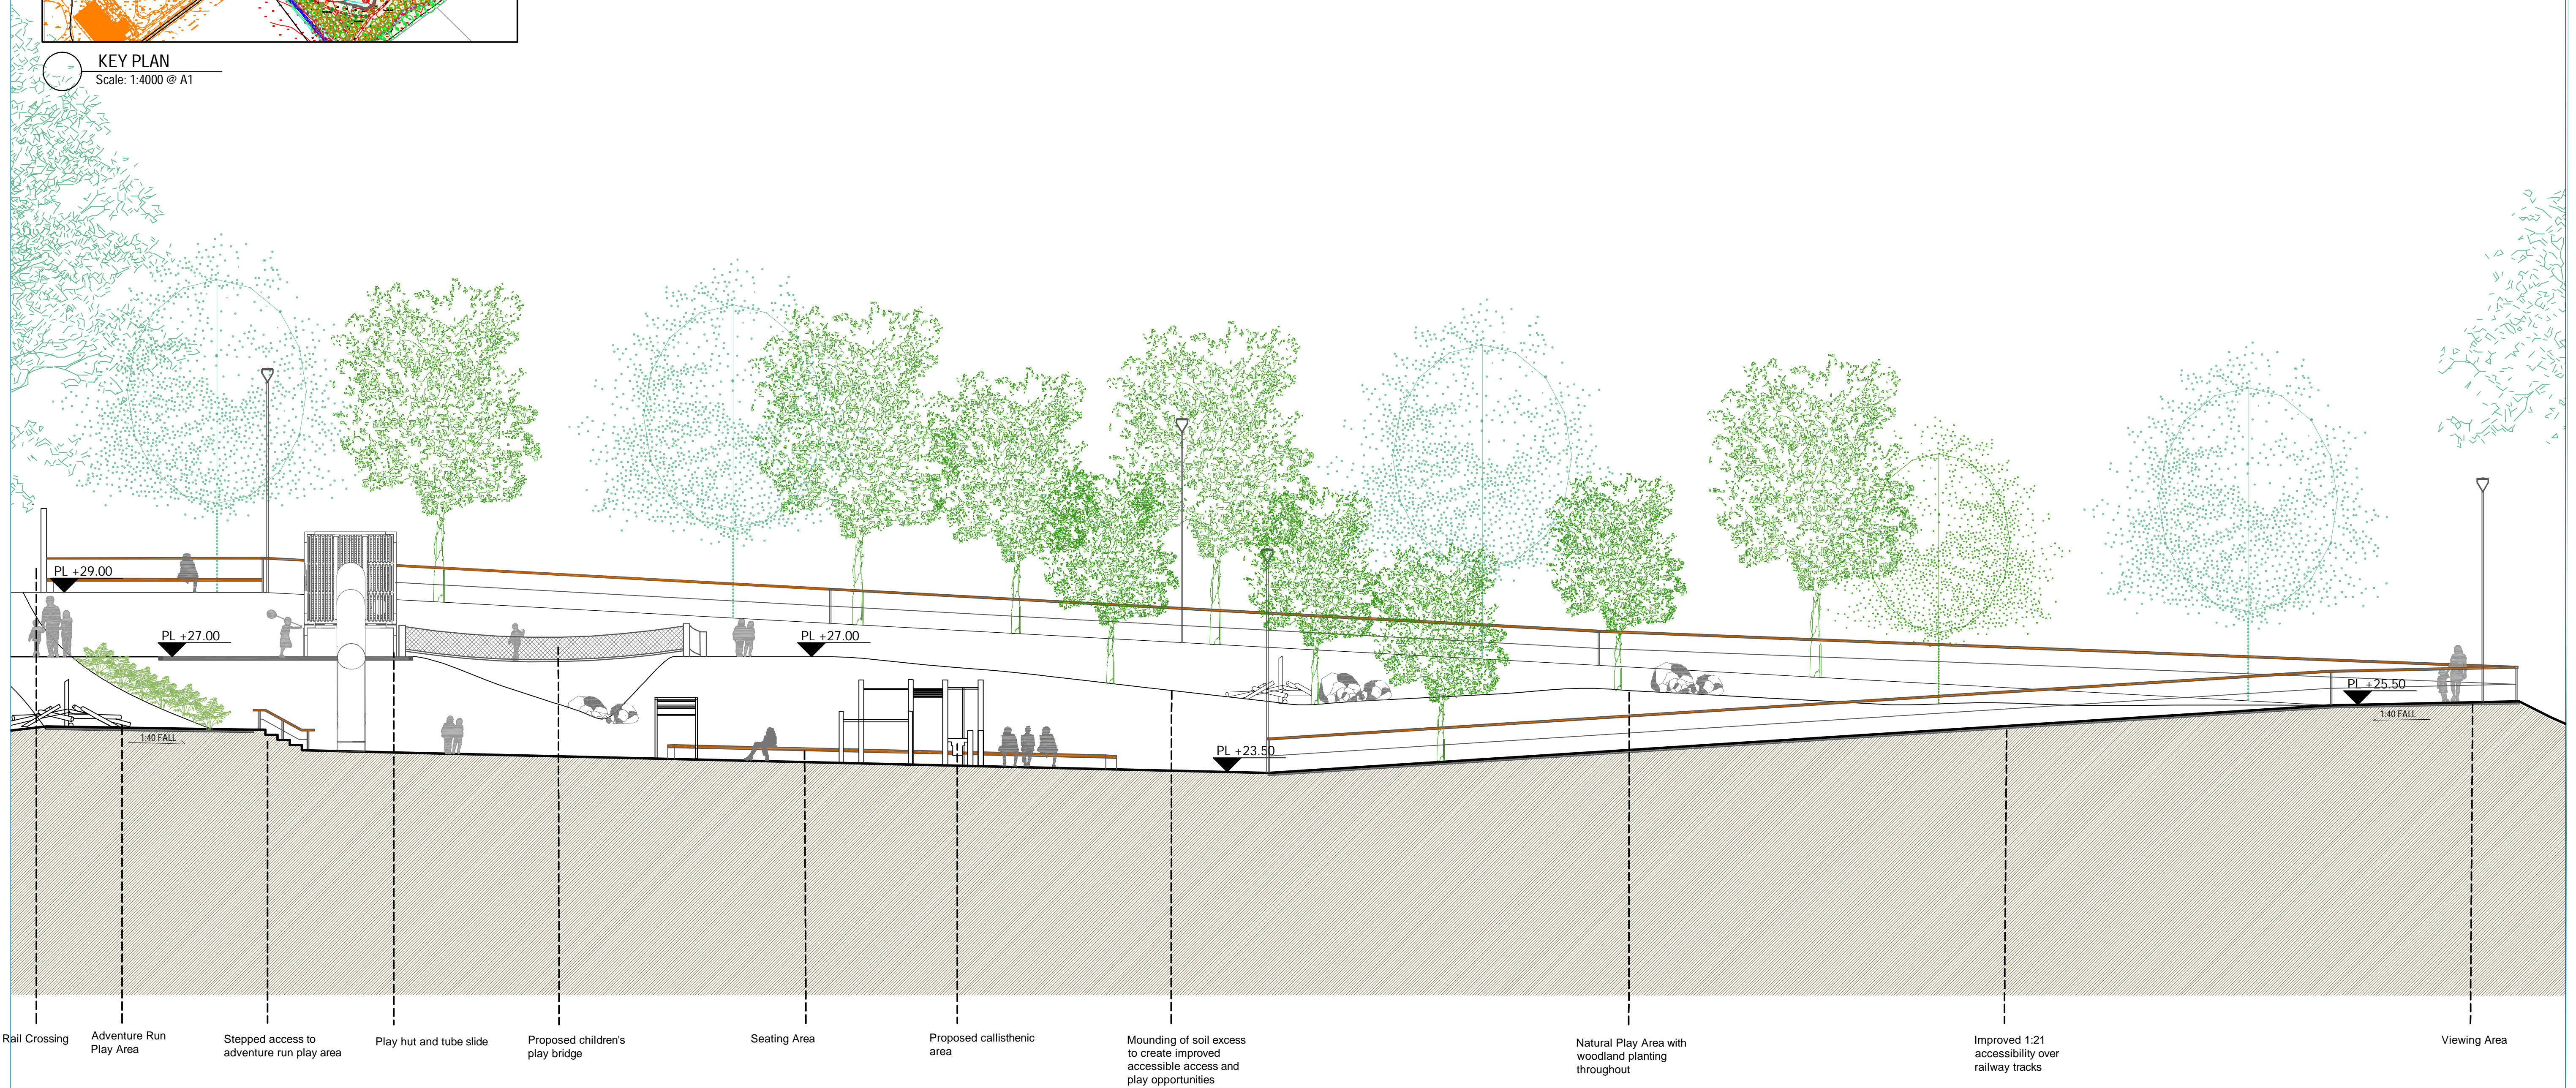 KEY PLAN
Scale: 1:4000 @ A1
PL +29.00
PL +27.00
PL +27.00
PL +25.50
1:40 FALL
1:40 FALL
PL +23.50
Rail Crossing
Adventure Run
Play Area
Stepped access to
adventure run play area
Play hut and tube slide
Proposed children's
play bridge
Seating Area
Proposed callisthenic
area
Mounding of soil excess
to create improved
accessible access and
play opportunities
Natural Play Area with
woodland planting
throughout
Improved 1:21
accessibility over
railway tracks
Viewing Area